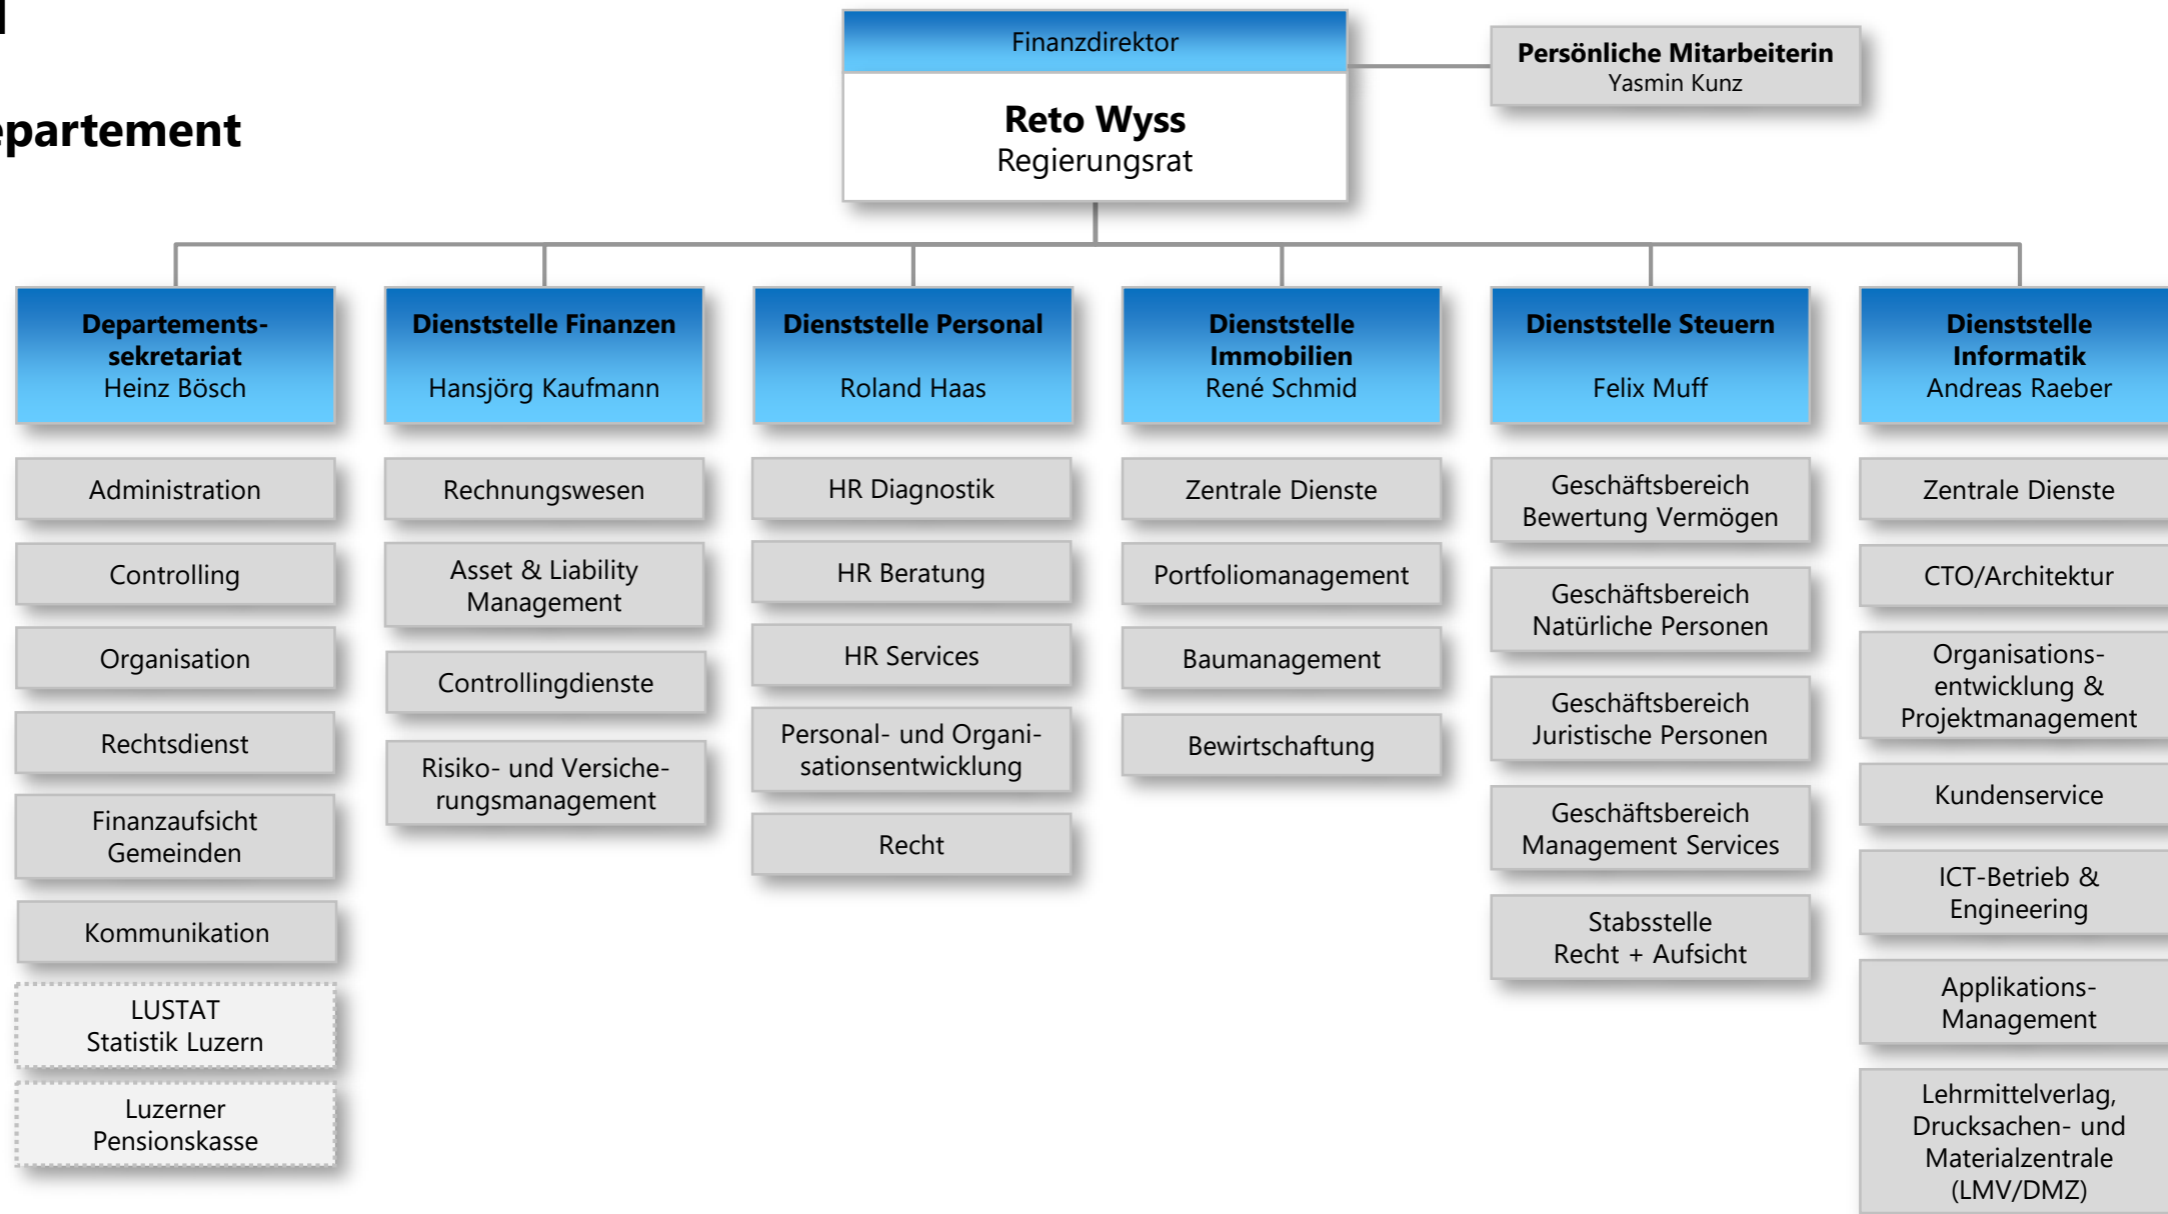 epartement
Finanzdirektor
Reto Wyss
Regierungsrat
Persönliche Mitarbeiterin
Yasmin Kunz
Departements-
sekretariat
Heinz Bösch
Administration
Controlling
Organisation
Rechtsdienst
Finanzaufsicht
Gemeinden
Kommunikation
LUSTAT
Statistik Luzern
Luzerner
Pensionskasse
Dienststelle Finanzen
Hansjörg Kaufmann
Rechnungswesen
Asset & Liability
Management
Controllingdienste
Risiko- und Versiche-
rungsmanagement
Dienststelle Personal
Roland Haas
HR Diagnostik
HR Beratung
HR Services
Personal- und Organi-
sationsentwicklung
Recht
Dienststelle
Immobilien
René Schmid
Zentrale Dienste
Portfoliomanagement
Baumanagement
Bewirtschaftung
Dienststelle Steuern
Felix Muff
Geschäftsbereich
Bewertung Vermögen
Geschäftsbereich
Natürliche Personen
Geschäftsbereich
Juristische Personen
Geschäftsbereich
Management Services
Stabsstelle
Recht + Aufsicht
Dienststelle
Informatik
Andreas Raeber
Zentrale Dienste
CTO/Architektur
Organisations-
entwicklung &
Projektmanagement
Kundenservice
ICT-Betrieb &
Engineering
Applikations-
Management
Lehrmittelverlag,
Drucksachen- und
Materialzentrale
(LMV/DMZ)